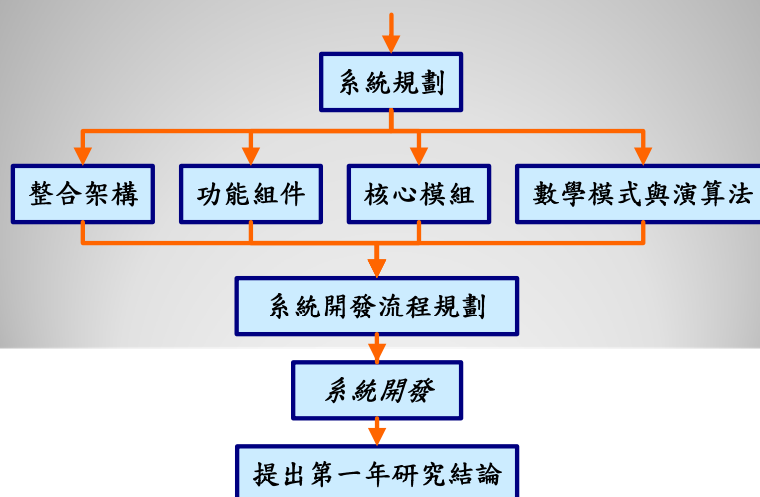 系統規劃
整合架構
功能組件
核心模組
數學模式與演算法
系統開發流程規劃
系統開發
提出第一年研究結論